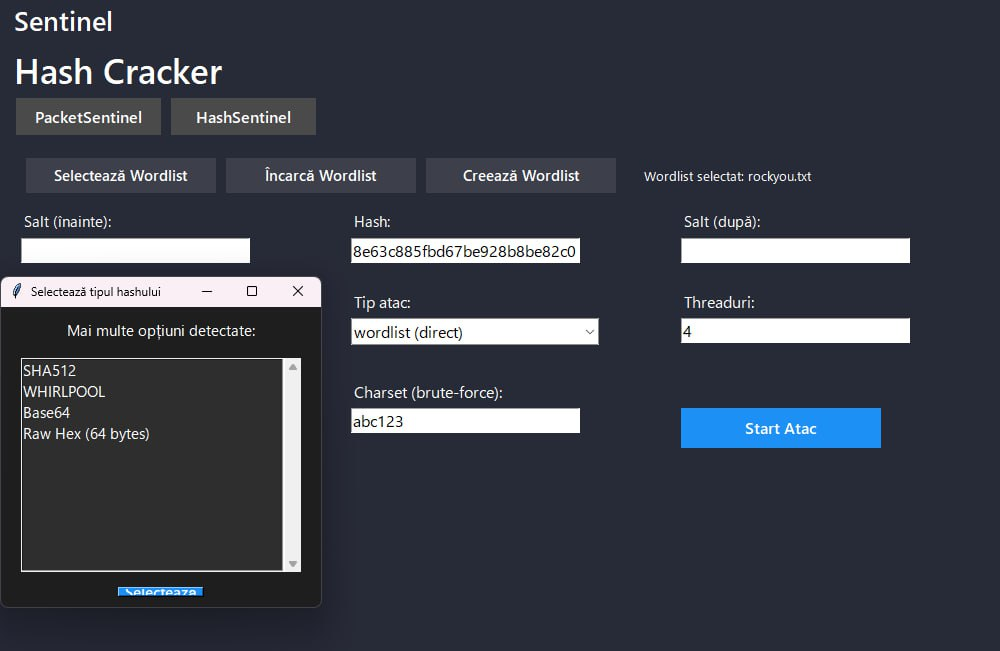 Sentinel
Hash Cracker
PacketSentinel HashSentinel
Selectează Wordlist Încarcă Wordlist Creează Wordlist Wordlist selectat: rockyou.txt
Salt (înainte): Hash: Salt (după):
8e63c885fbd67be928b8be82c0
Selectează tipul hashului
Mai multe opțiuni detectate:
SHA512
WHIRLPOOL
Base64
Raw Hex (64 bytes)
Selectează
Tip atac: Threaduri:
wordlist (direct) 4
Charset (brute-force):
abc123 Start Atac